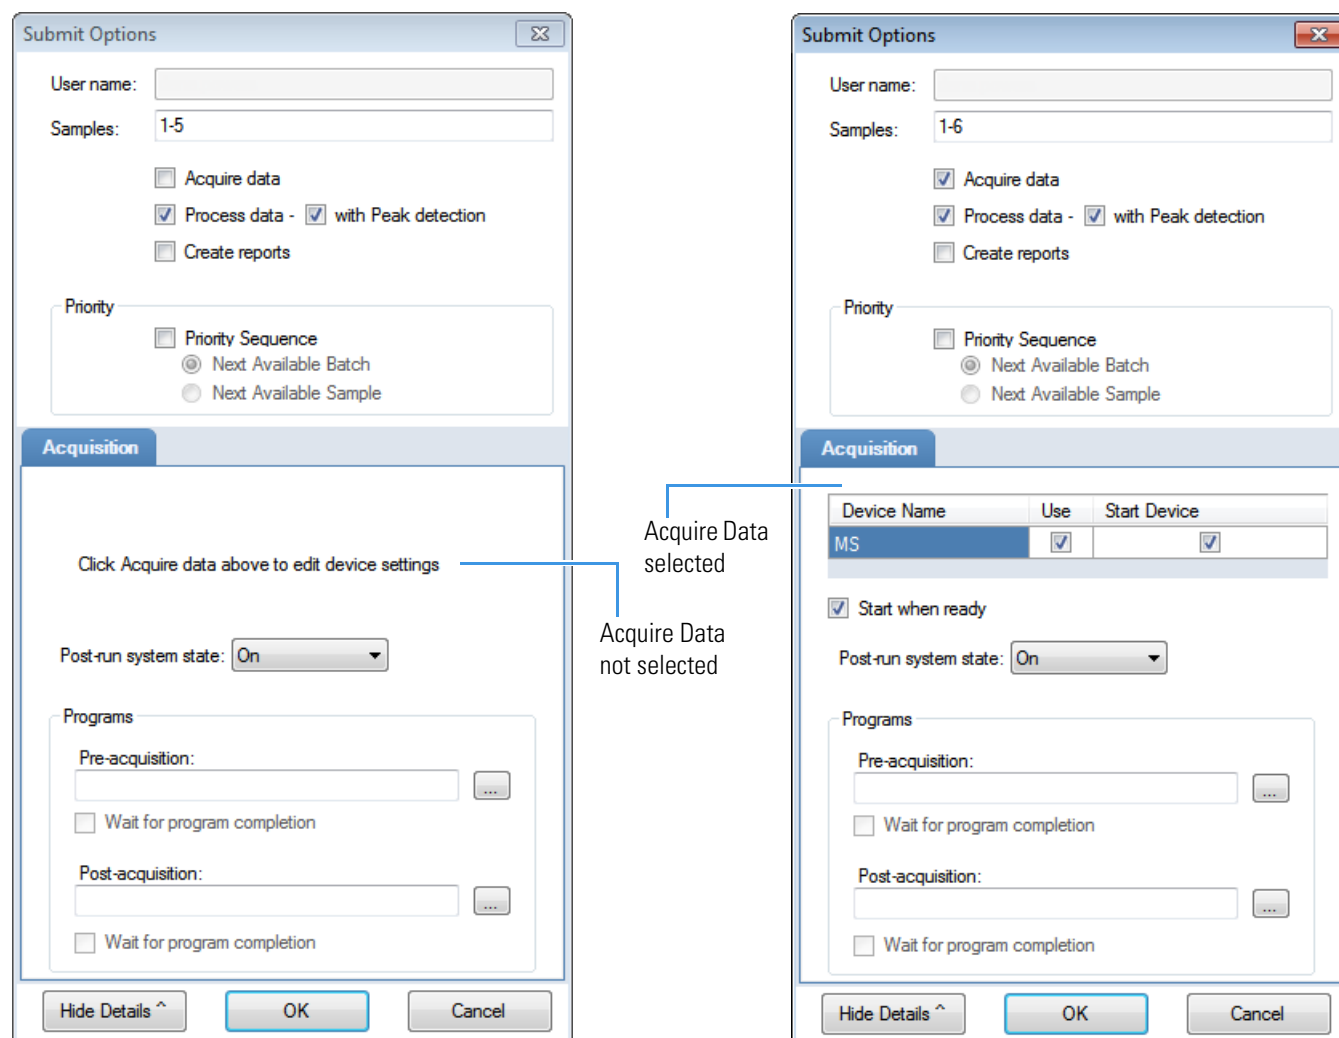 Submit Options
User name:
Samples: 1-5
Acquire data
Process data - with Peak detection
Create reports
Priority
Priority Sequence
Next Available Batch
Next Available Sample
Acquisition
Click Acquire data above to edit device settings
Post-run system state: On
Programs
Pre-acquisition:
...
Wait for program completion
Post-acquisition:
...
Wait for program completion
Hide Details ^ OK Cancel
Acquire Data
selected
Acquire Data
not selected
Submit Options
User name:
Samples: 1-6
Acquire data
Process data - with Peak detection
Create reports
Priority
Priority Sequence
Next Available Batch
Next Available Sample
Acquisition
Device Name Use Start Device
MS
Start when ready
Post-run system state: On
Programs
Pre-acquisition:
...
Wait for program completion
Post-acquisition:
...
Wait for program completion
Hide Details ^ OK Cancel